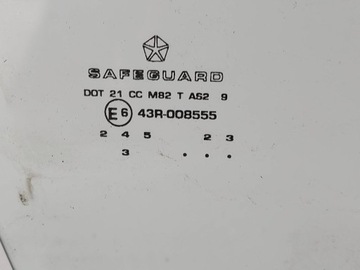 SAFEGUARD
DOT 21 CC M82 T AS2 9
E6 43R-008555
2 4 5 2 3
3 . . .